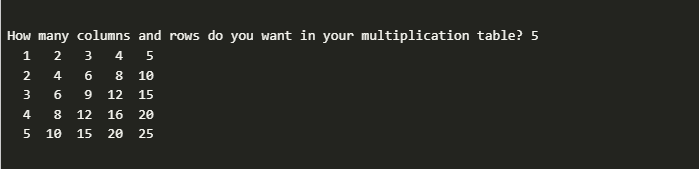 How many columns and rows do you want in your multiplication table? 5
  1   2   3   4   5
  2   4   6   8  10
  3   6   9  12  15
  4   8  12  16  20
  5  10  15  20  25